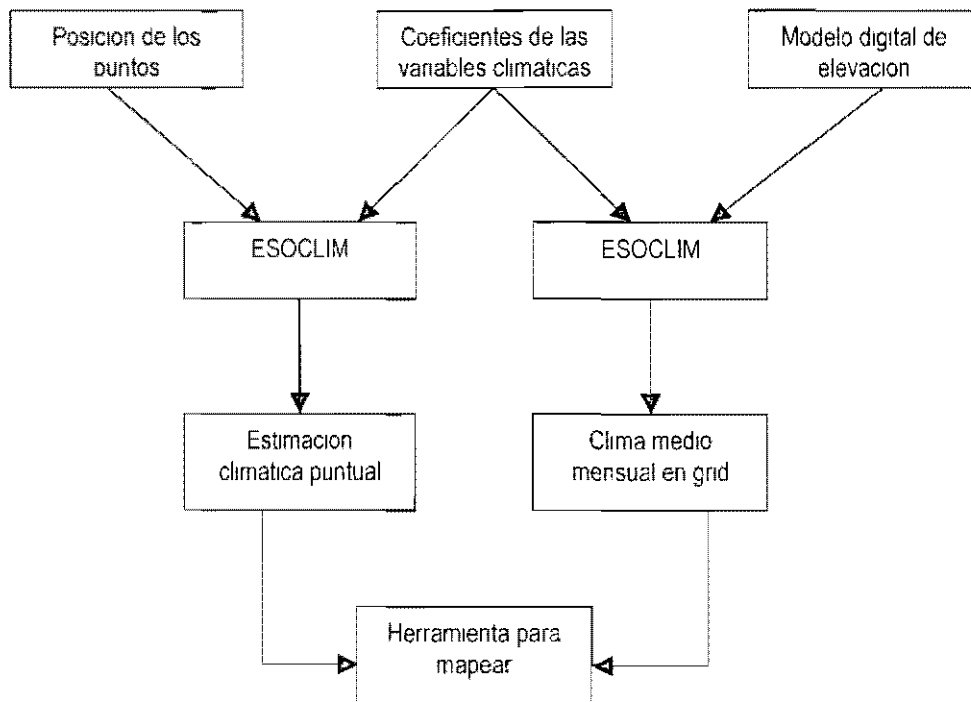 Posicion de los
puntos
Coeficientes de las
variables climaticas
Modelo digital de
elevacion
ESOCLIM
ESOCLIM
Estimacion
climatica puntual
Clima medio
mensual en grid
Herramienta para
mapear